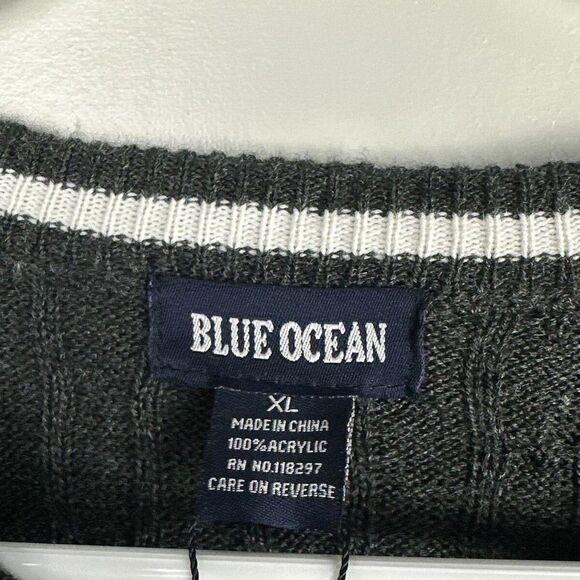 BLUE OCEAN
XL
MADE IN CHINA
100% ACRYLIC
RN NO.118297
CARE ON REVERSE